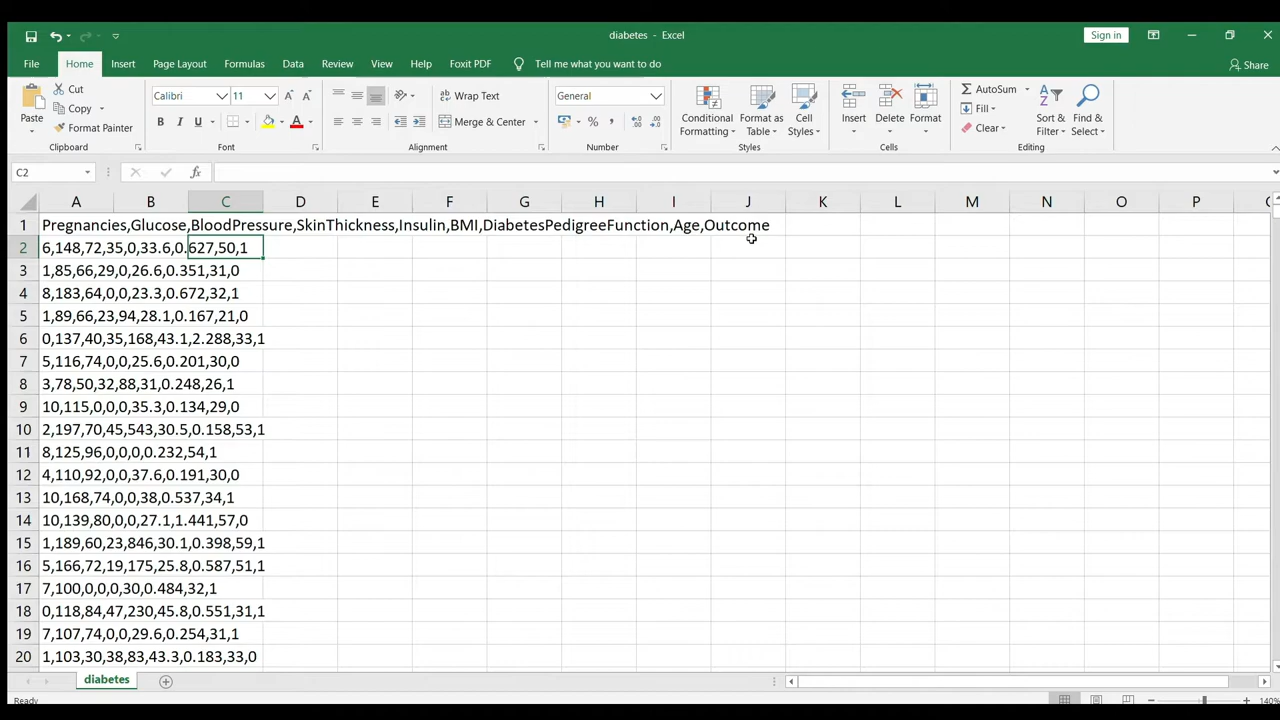 diabetes - Excel
Sign in
File Home Insert Page Layout Formulas Data Review View Help Foxit PDF Tell me what you want to do Share
Paste
Cut
Copy
Format Painter
Clipboard
Calibri 11
B I U
Font
Wrap Text
Merge & Center
Alignment
General
Number
Conditional Formatting
Format as Table
Cell Styles
Styles
Insert
Delete
Format
Cells
AutoSum
Fill
Clear
Sort & Filter
Find & Select
Editing
C2
A B C D E F G H I J K L M N O P
1 Pregnancies,Glucose,BloodPressure,SkinThickness,Insulin,BMI,DiabetesPedigreeFunction,Age,Outcome
2 6,148,72,35,0,33.6,0.627,50,1
3 1,85,66,29,0,26.6,0.351,31,0
4 8,183,64,0,0,23.3,0.672,32,1
5 1,89,66,23,94,28.1,0.167,21,0
6 0,137,40,35,168,43.1,2.288,33,1
7 5,116,74,0,0,25.6,0.201,30,0
8 3,78,50,32,88,31,0.248,26,1
9 10,115,0,0,0,35.3,0.134,29,0
10 2,197,70,45,543,30.5,0.158,53,1
11 8,125,96,0,0,0,0.232,54,1
12 4,110,92,0,0,37.6,0.191,30,0
13 10,168,74,0,0,38,0.537,34,1
14 10,139,80,0,0,27.1,1.441,57,0
15 1,189,60,23,846,30.1,0.398,59,1
16 5,166,72,19,175,25.8,0.587,51,1
17 7,100,0,0,0,30,0.484,32,1
18 0,118,84,47,230,45.8,0.551,31,1
19 7,107,74,0,0,29.6,0.254,31,1
20 1,103,30,38,83,43.3,0.183,33,0
diabetes
Ready
140%